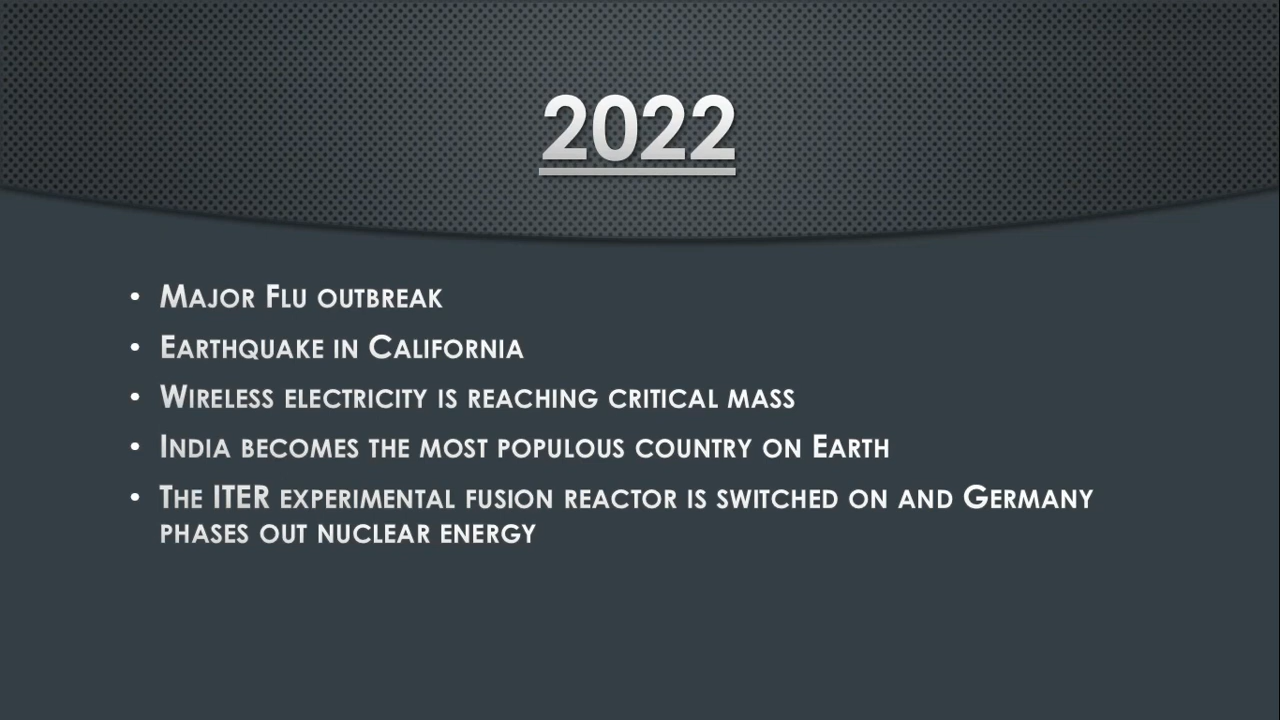 2022
• Major Flu outbreak
• Earthquake in California
• Wireless electricity is reaching critical mass
• India becomes the most populous country on Earth
• The ITER experimental fusion reactor is switched on and Germany
phases out nuclear energy